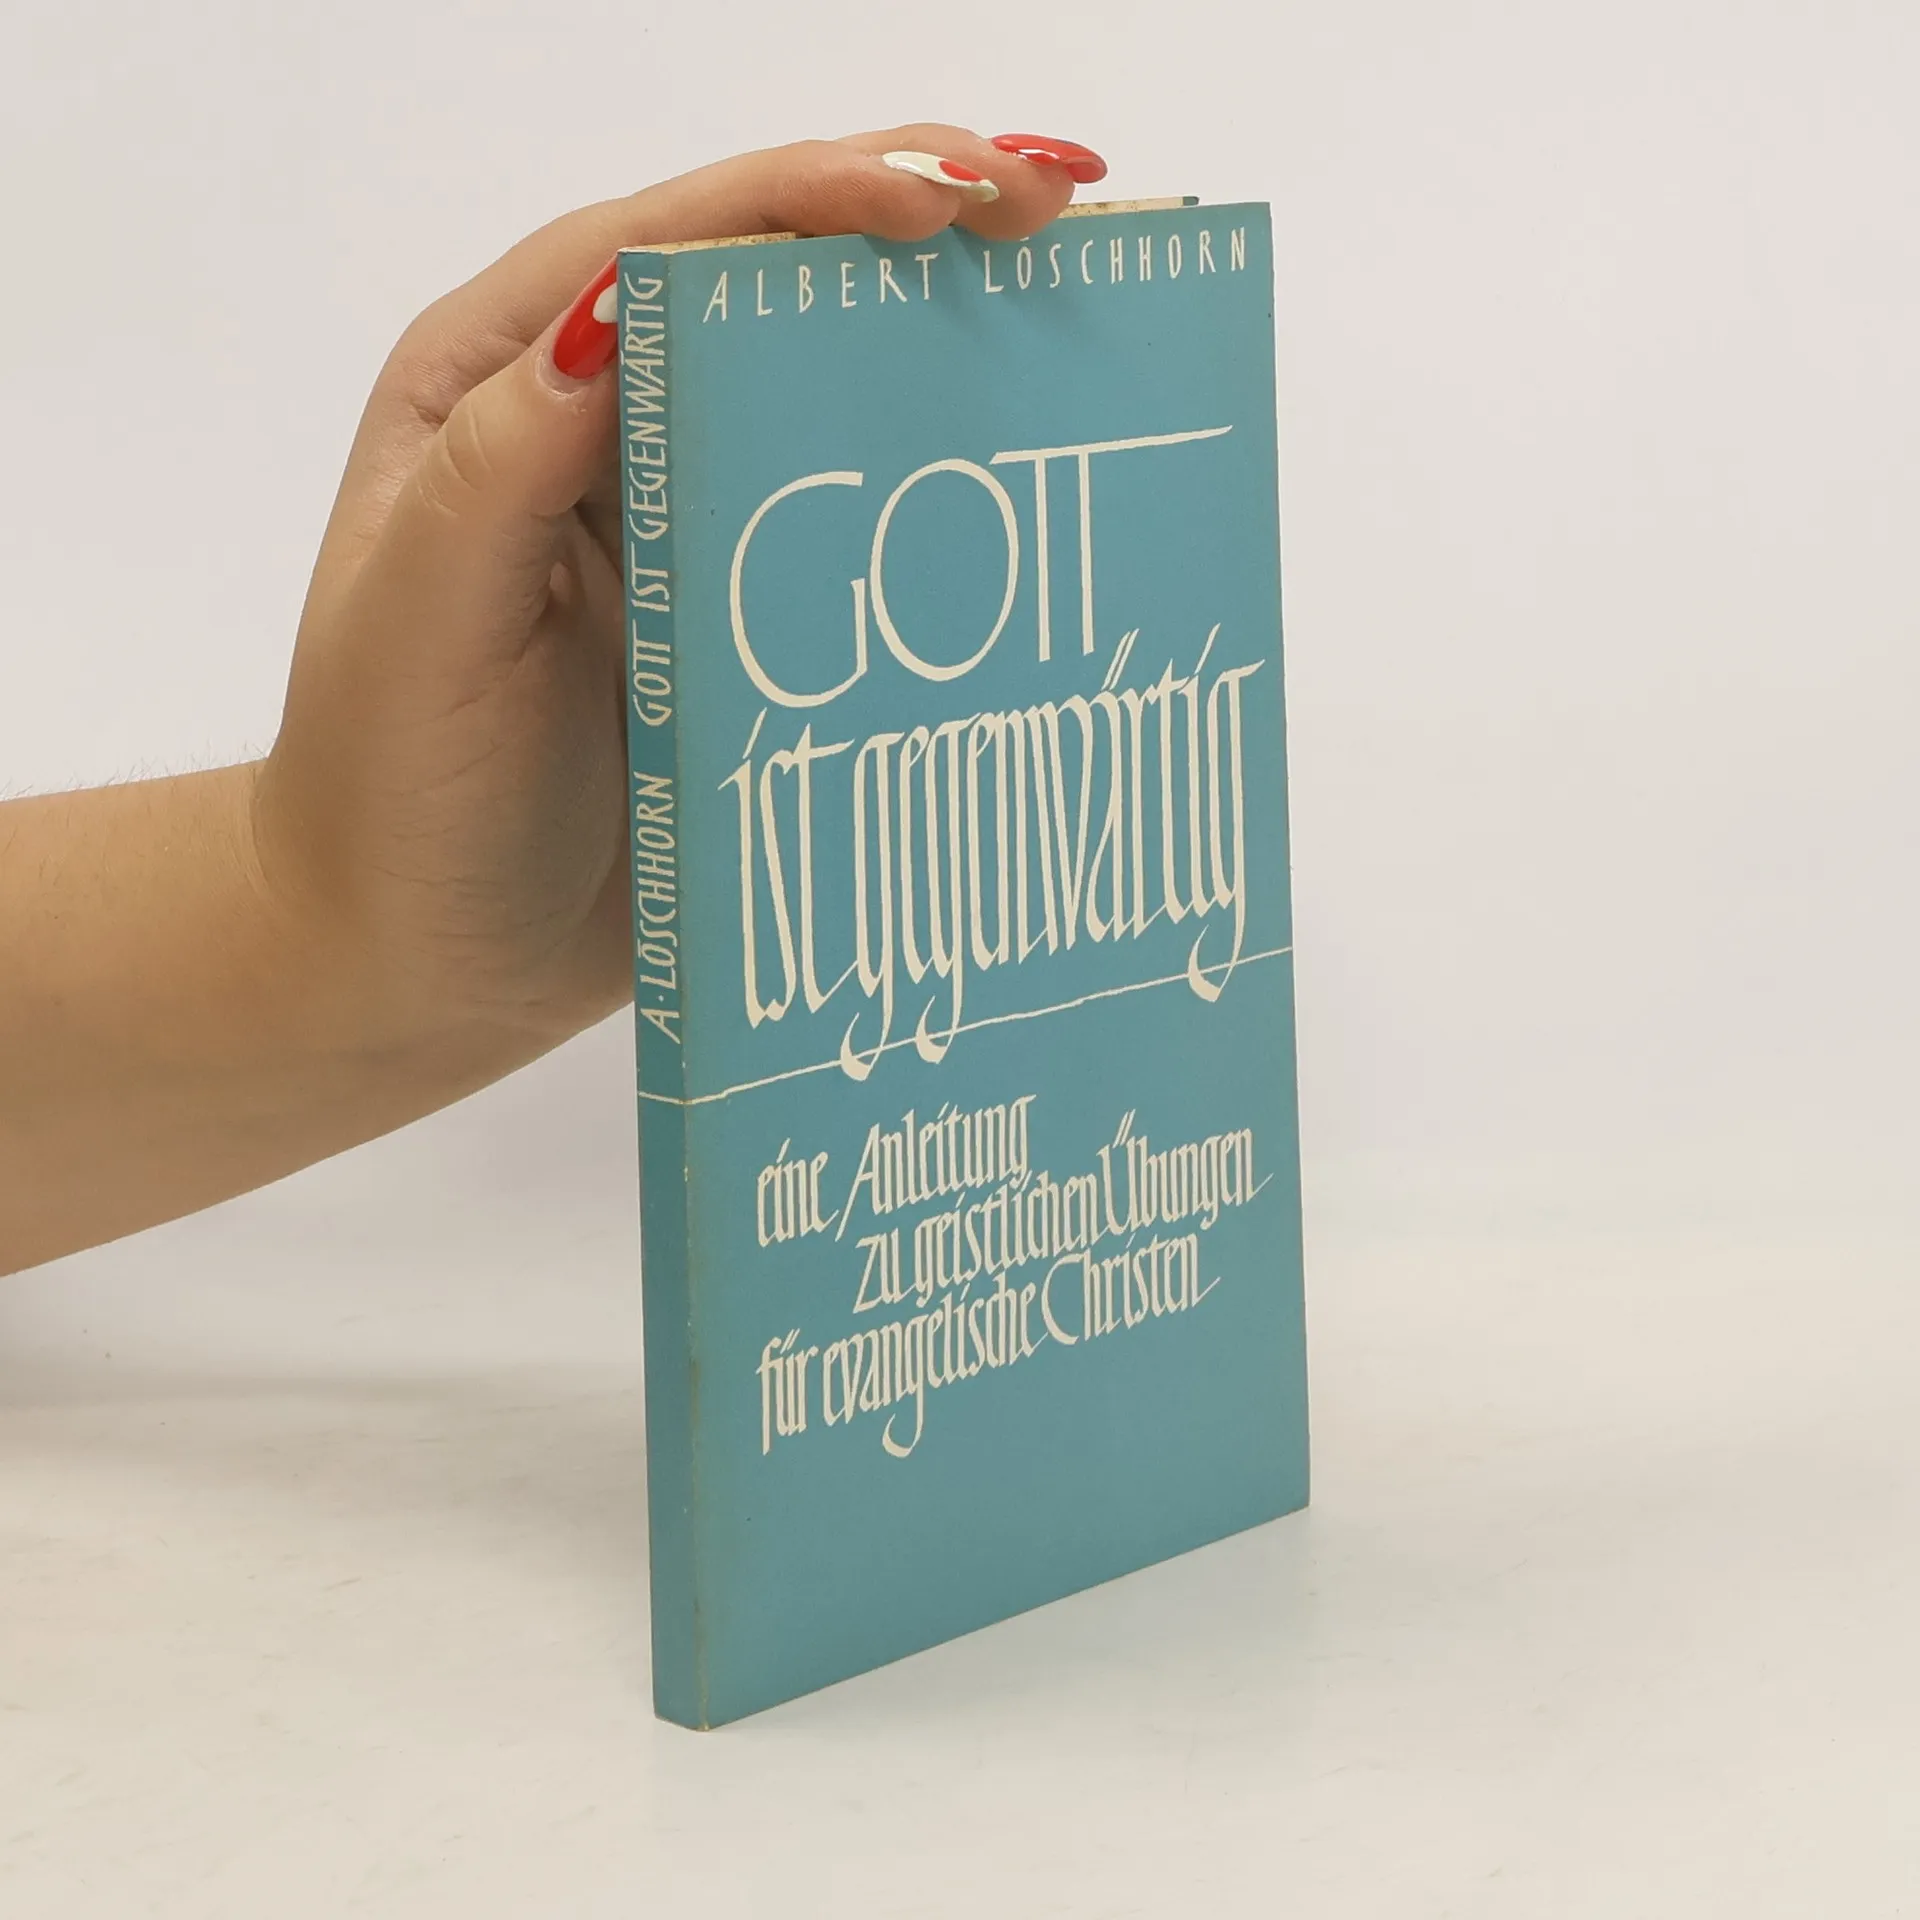 A. LÖSCHHORN GOTT IST GEGENWÄRTIG
ALBERT LÖSCHHORN
GOTT
ist gegenwärtig
eine Anleitung
zu geistlichen Übungen
für evangelische Christen